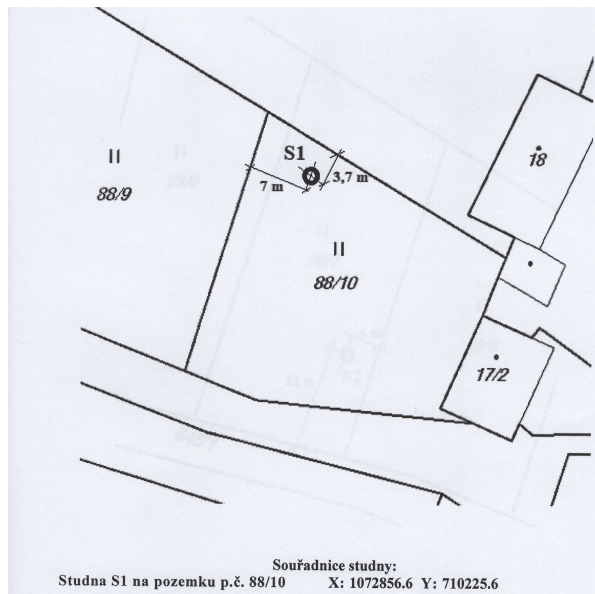 18
S1
II
88/9
7 m
3,7 m
II
88/10
17/2
Souřadnice studny:
Studna S1 na pozemku p.č. 88/10 X: 1072856.6 Y: 710225.6